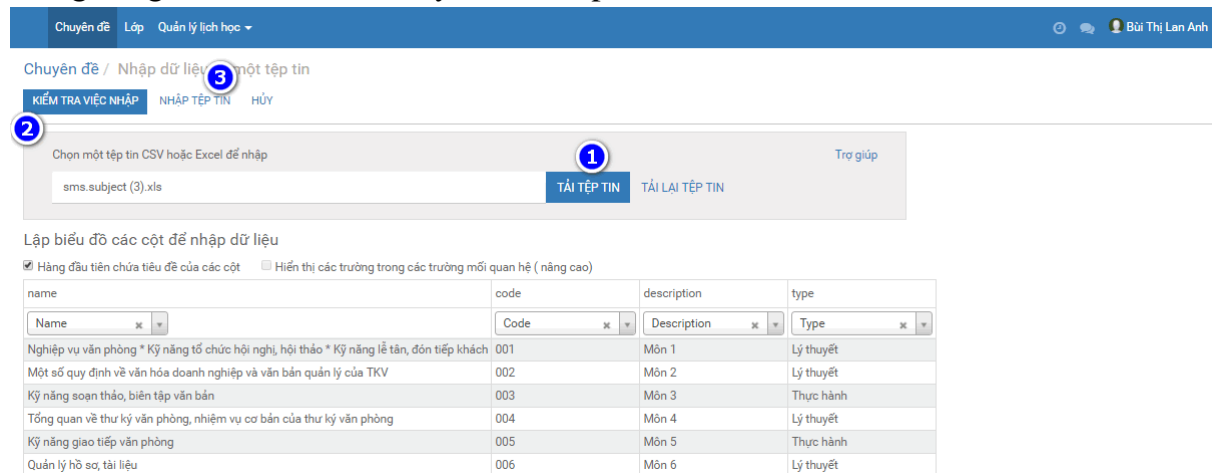 Chuyên đề Lớp Quản lý lịch học Bùi Thị Lan Anh
Chuyên đề / Nhập dữ liệu một tệp tin
3
KIỂM TRA VIỆC NHẬP NHẬP TỆP TIN HỦY
2
Chọn một tệp tin CSV hoặc Excel để nhập 1 Trợ giúp
sms.subject (3).xls TẢI TỆP TIN TẢI LẠI TỆP TIN
Lập biểu đồ các cột để nhập dữ liệu
Hàng đầu tiên chứa tiêu đề của các cột Hiển thị các trường trong các trường mối quan hệ ( nâng cao)
name code description type
Name Code Description Type
Nghiệp vụ văn phòng * Kỹ năng tổ chức hội nghị, hội thảo * Kỹ năng lễ tân, đón tiếp khách 001 Môn 1 Lý thuyết
Một số quy định về văn hóa doanh nghiệp và văn bản quản lý của TKV 002 Môn 2 Lý thuyết
Kỹ năng soạn thảo, biên tập văn bản 003 Môn 3 Thực hành
Tổng quan về thư ký văn phòng, nhiệm vụ cơ bản của thư ký văn phòng 004 Môn 4 Lý thuyết
Kỹ năng giao tiếp văn phòng 005 Môn 5 Thực hành
Quản lý hồ sơ, tài liệu 006 Môn 6 Lý thuyết